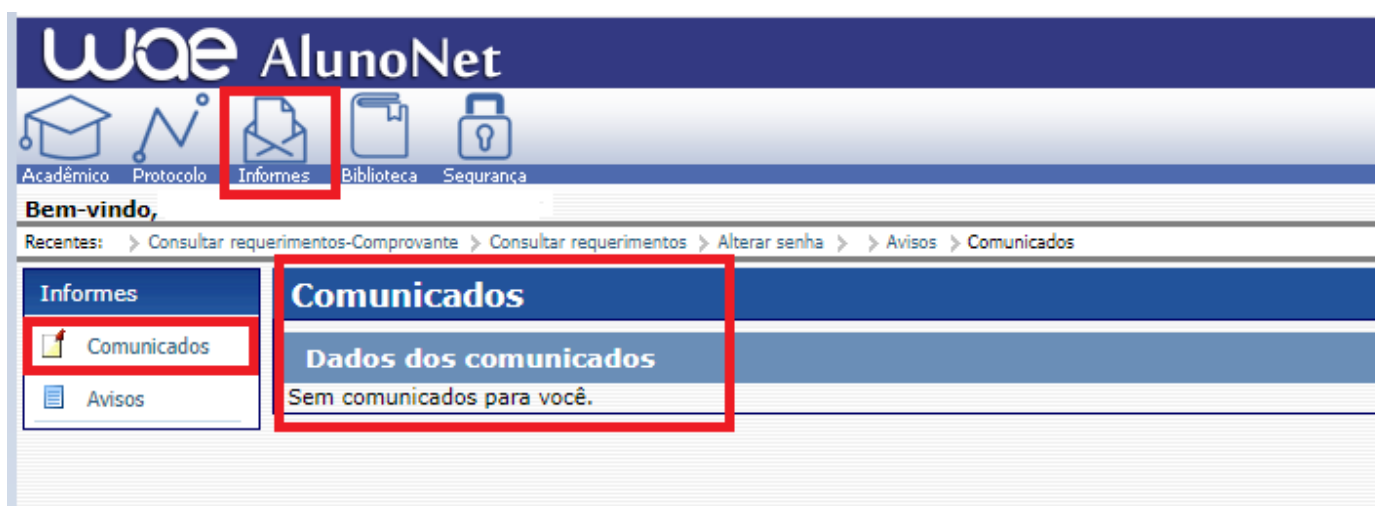 wae AlunoNet
Acadêmico Protocolo Informes Biblioteca Segurança
Bem-vindo,
Recentes: > Consultar requerimentos-Comprovante > Consultar requerimentos > Alterar senha > > Avisos > Comunicados
Informes
Comunicados
Avisos
Comunicados
Dados dos comunicados
Sem comunicados para você.